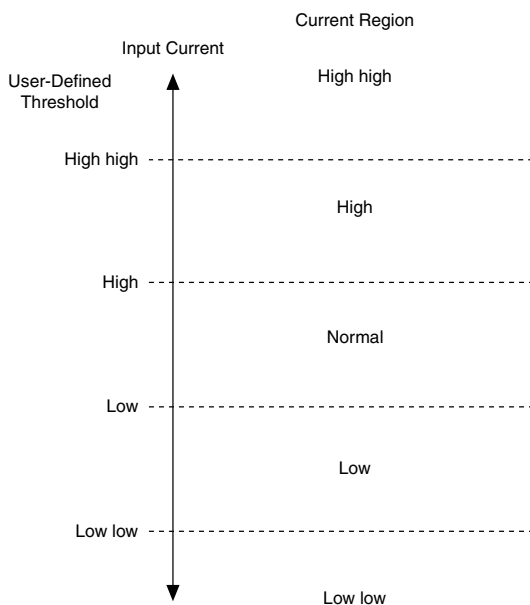 Current Region
Input Current
High high
User-Defined
Threshold
High high
High
High
Normal
Low
Low
Low low
Low low